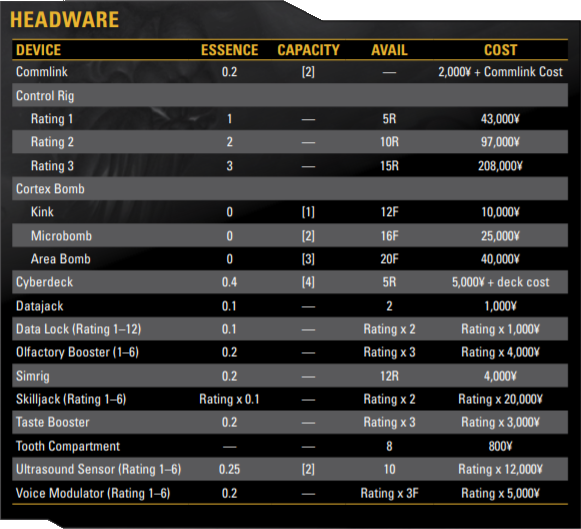 HEADWARE
DEVICE ESSENCE CAPACITY AVAIL COST
Commlink 0.2 [2] — 2,000¥ + Commlink Cost
Control Rig
Rating 1 1 — 5R 43,000¥
Rating 2 2 — 10R 97,000¥
Rating 3 3 — 15R 208,000¥
Cortex Bomb
Kink 0 [1] 12F 10,000¥
Microbomb 0 [2] 16F 25,000¥
Area Bomb 0 [3] 20F 40,000¥
Cyberdeck 0.4 [4] 5R 5,000¥ + deck cost
Datajack 0.1 — 2 1,000¥
Data Lock (Rating 1–12) 0.1 — Rating x 2 Rating x 1,000¥
Olfactory Booster (1–6) 0.2 — Rating x 3 Rating x 4,000¥
Simrig 0.2 — 12R 4,000¥
Skilljack (Rating 1–6) Rating x 0.1 — Rating x 2 Rating x 20,000¥
Taste Booster 0.2 — Rating x 3 Rating x 3,000¥
Tooth Compartment — — 8 800¥
Ultrasound Sensor (Rating 1–6) 0.25 [2] 10 Rating x 12,000¥
Voice Modulator (Rating 1–6) 0.2 — Rating x 3F Rating x 5,000¥